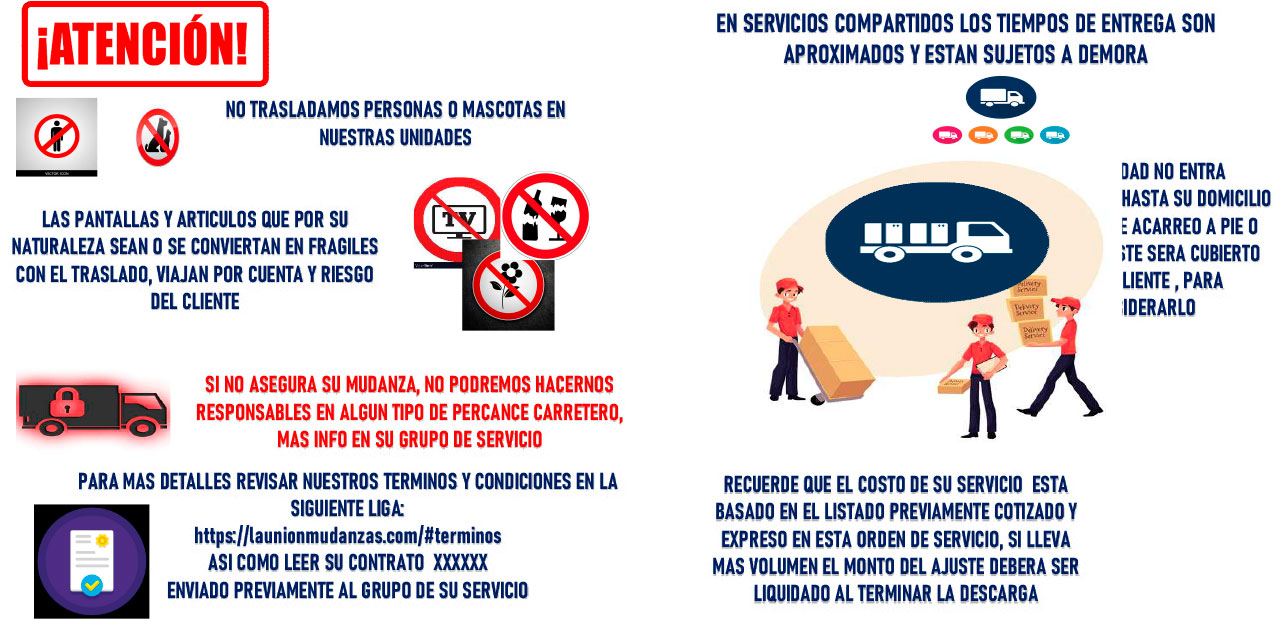 ¡ATENCIÓN!
NO TRASLADAMOS PERSONAS O MASCOTAS EN
NUESTRAS UNIDADES
VECTOR ICON
LAS PANTALLAS Y ARTICULOS QUE POR SU
NATURALEZA SEAN O SE CONVIERTAN EN FRAGILES
CON EL TRASLADO, VIAJAN POR CUENTA Y RIESGO
DEL CLIENTE
TV
SI NO ASEGURA SU MUDANZA, NO PODREMOS HACERNOS
RESPONSABLES EN ALGUN TIPO DE PERCANCE CARRETERO,
MAS INFO EN SU GRUPO DE SERVICIO
PARA MAS DETALLES REVISAR NUESTROS TERMINOS Y CONDICIONES EN LA
SIGUIENTE LIGA:
https://launionmudanzas.com/#terminos
ASI COMO LEER SU CONTRATO XXXXXX
ENVIADO PREVIAMENTE AL GRUPO DE SU SERVICIO
EN SERVICIOS COMPARTIDOS LOS TIEMPOS DE ENTREGA SON
APROXIMADOS Y ESTAN SUJETOS A DEMORA
DAD NO ENTRA
HASTA SU DOMICILIO
E ACARREO A PIE O
STE SERA CUBIERTO
LIENTE , PARA
IDERARLO
Delivery
Service
Delivery
Service
Delivery
Service
RECUERDE QUE EL COSTO DE SU SERVICIO ESTA
BASADO EN EL LISTADO PREVIAMENTE COTIZADO Y
EXPRESO EN ESTA ORDEN DE SERVICIO, SI LLEVA
MAS VOLUMEN EL MONTO DEL AJUSTE DEBERA SER
LIQUIDADO AL TERMINAR LA DESCARGA